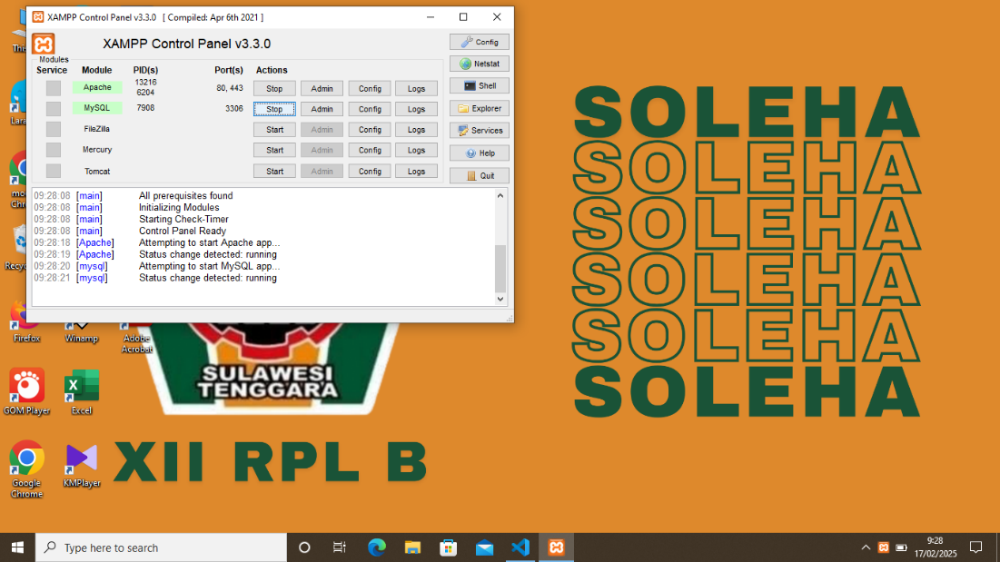 XAMPP Control Panel v3.3.0 [ Compiled: Apr 6th 2021 ]
XAMPP Control Panel v3.3.0
Config
Modules
Service Module PID(s) Port(s) Actions
Netstat
Apache 13216 6204 80, 443 Stop Admin Config Logs
Shell
MySQL 7908 3306 Stop Admin Config Logs
Explorer
FileZilla Start Admin Config Logs
Services
Mercury Start Admin Config Logs
Help
Tomcat Start Admin Config Logs
Quit
09:28:08 [main] All prerequisites found
09:28:08 [main] Initializing Modules
09:28:08 [main] Starting Check-Timer
09:28:08 [main] Control Panel Ready
09:28:18 [Apache] Attempting to start Apache app...
09:28:19 [Apache] Status change detected: running
09:28:20 [mysql] Attempting to start MySQL app...
09:28:21 [mysql] Status change detected: running
SOLEHA
SOLEHA
SOLEHA
SOLEHA
SOLEHA
SOLEHA
Firefox
Winamp
Adobe
Acrobat
SULAWESI
TENGGARA
GOM Player
Excel
XII RPL B
Google
Chrome
KMPlayer
Type here to search
9:28
17/02/2025